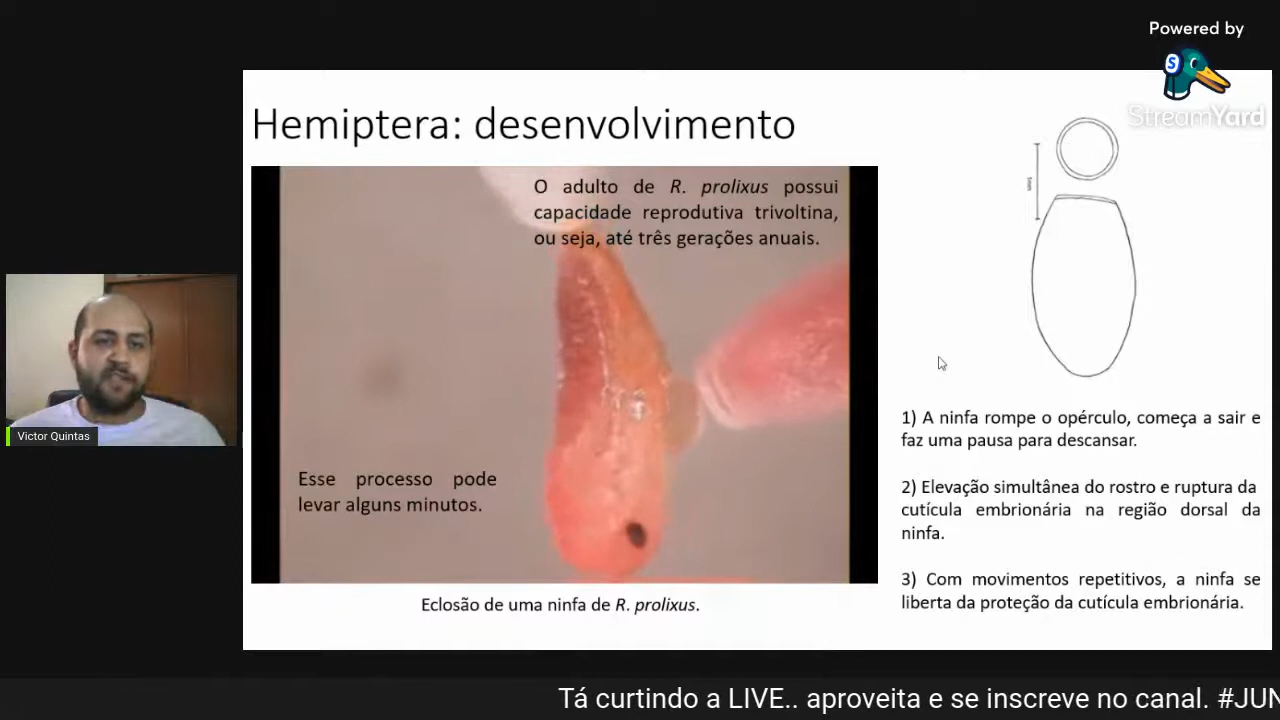 Powered by
StreamYard
Hemiptera: desenvolvimento
O adulto de R. prolixus possui
capacidade reprodutiva trivoltina,
ou seja, até três gerações anuais.
Esse processo pode
levar alguns minutos.
Eclosão de uma ninfa de R. prolixus.
1) A ninfa rompe o opérculo, começa a sair e
faz uma pausa para descansar.
2) Elevação simultânea do rostro e ruptura da
cutícula embrionária na região dorsal da
ninfa.
3) Com movimentos repetitivos, a ninfa se
liberta da proteção da cutícula embrionária.
Victor Quintas
Tá curtindo a LIVE.. aproveita e se inscreve no canal. #JUN